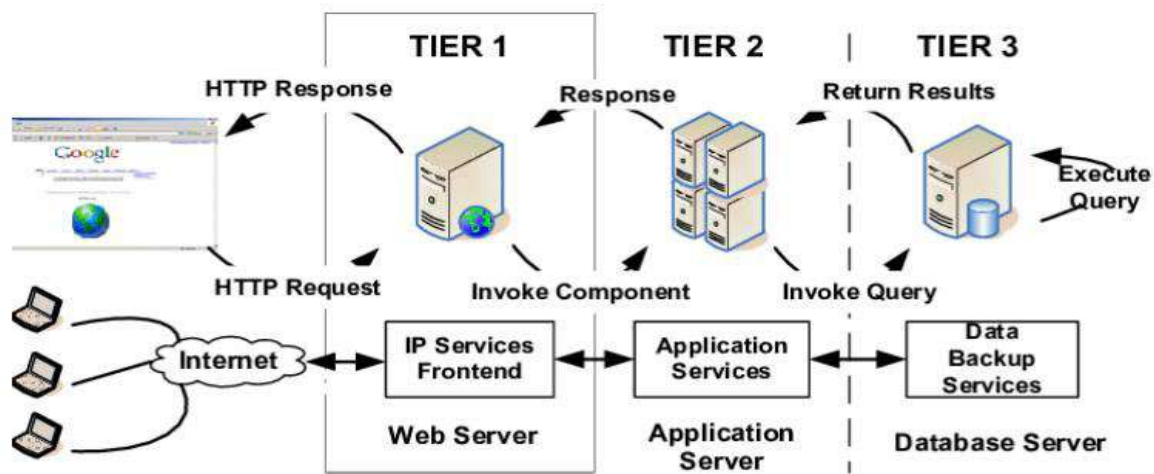 TIER 1
TIER 2
TIER 3
HTTP Response
Response
Return Results
Google
Execute
Query
HTTP Request
Invoke Component
Invoke Query
Internet
IP Services
Frontend
Application
Services
Data
Backup
Services
Web Server
Application
Server
Database Server